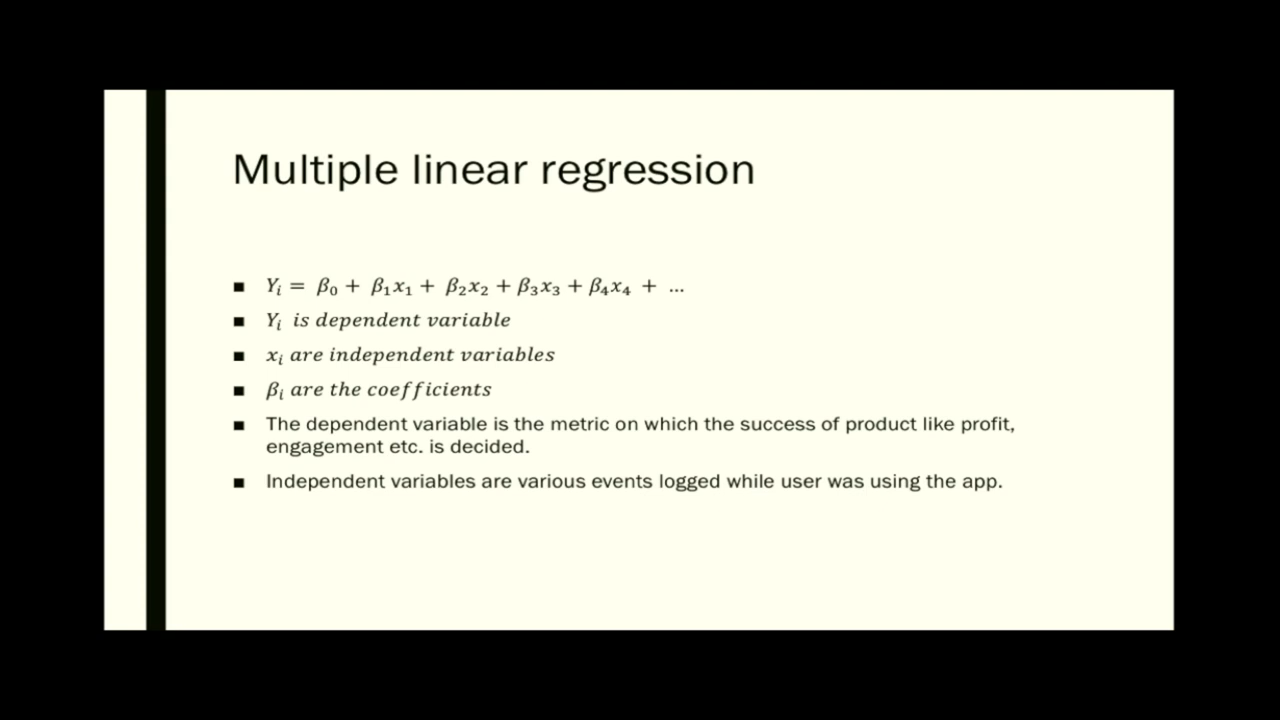 Multiple linear regression
■ Yᵢ = β₀ + β₁x₁ + β₂x₂ + β₃x₃ + β₄x₄ + ...
■ Yᵢ is dependent variable
■ xᵢ are independent variables
■ βᵢ are the coefficients
■ The dependent variable is the metric on which the success of product like profit,
engagement etc. is decided.
■ Independent variables are various events logged while user was using the app.